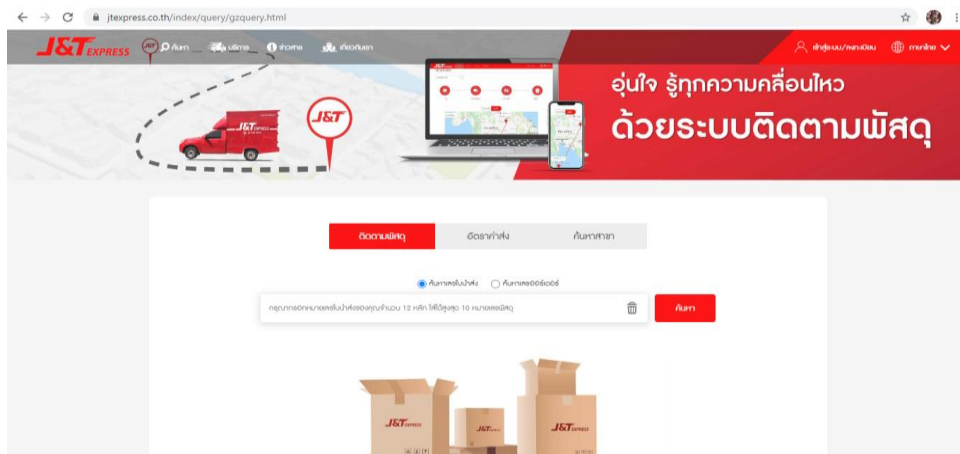 jtexpress.co.th/index/query/gzquery.html
J&T EXPRESS
ค้นหา
บริการ
ข่าวสาร
เกี่ยวกับเรา
เข้าสู่ระบบ/ลงทะเบียน
ภาษาไทย
อุ่นใจ รู้ทุกความเคลื่อนไหว
ด้วยระบบติดตามพัสดุ
J&T EXPRESS
J&T
ติดตามพัสดุ
อัตราค่าส่ง
ค้นหาสาขา
ค้นหาเลขใบนำส่ง
ค้นหาเลขออร์เดอร์
กรุณากรอกหมายเลขใบนำส่งของคุณจำนวน 12 หลัก ใส่ได้สูงสุด 10 หมายเลขพัสดุ
ค้นหา
J&T EXPRESS
J&T EXPRESS
J&T EXPRESS